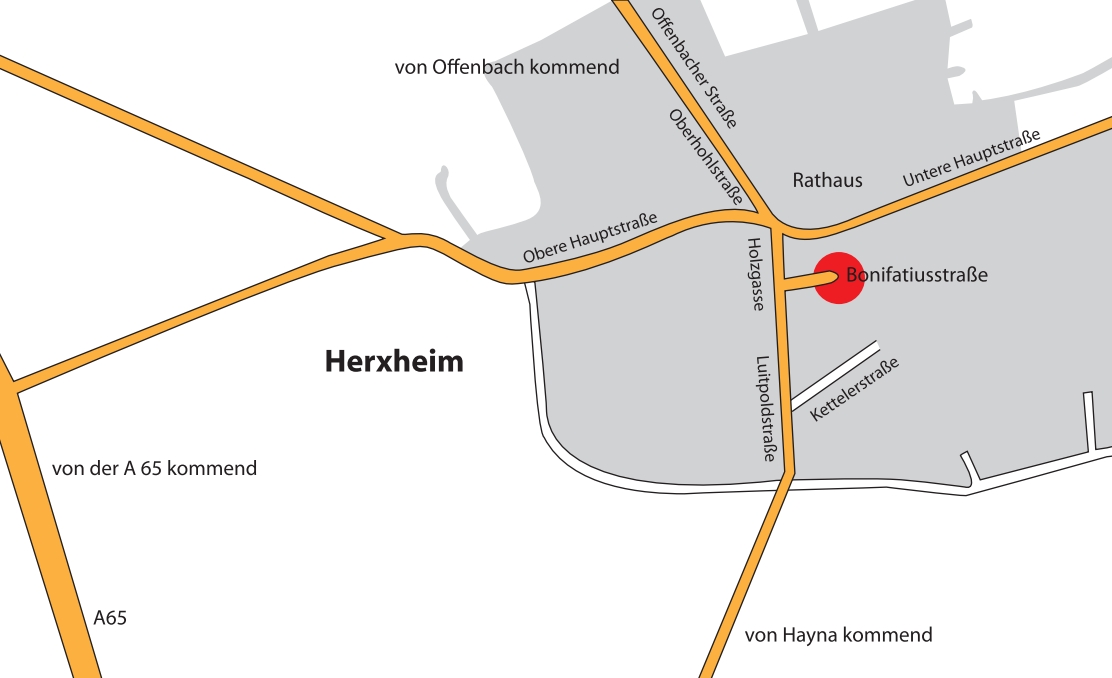 Offenbacher Straße
von Offenbach kommend
Oberhohlstraße
Untere Hauptstraße
Rathaus
Obere Hauptstraße
Holzgasse
Bonifatiusstraße
Herxheim
Luitpoldstraße
Kettelerstraße
von der A 65 kommend
A65
von Hayna kommend